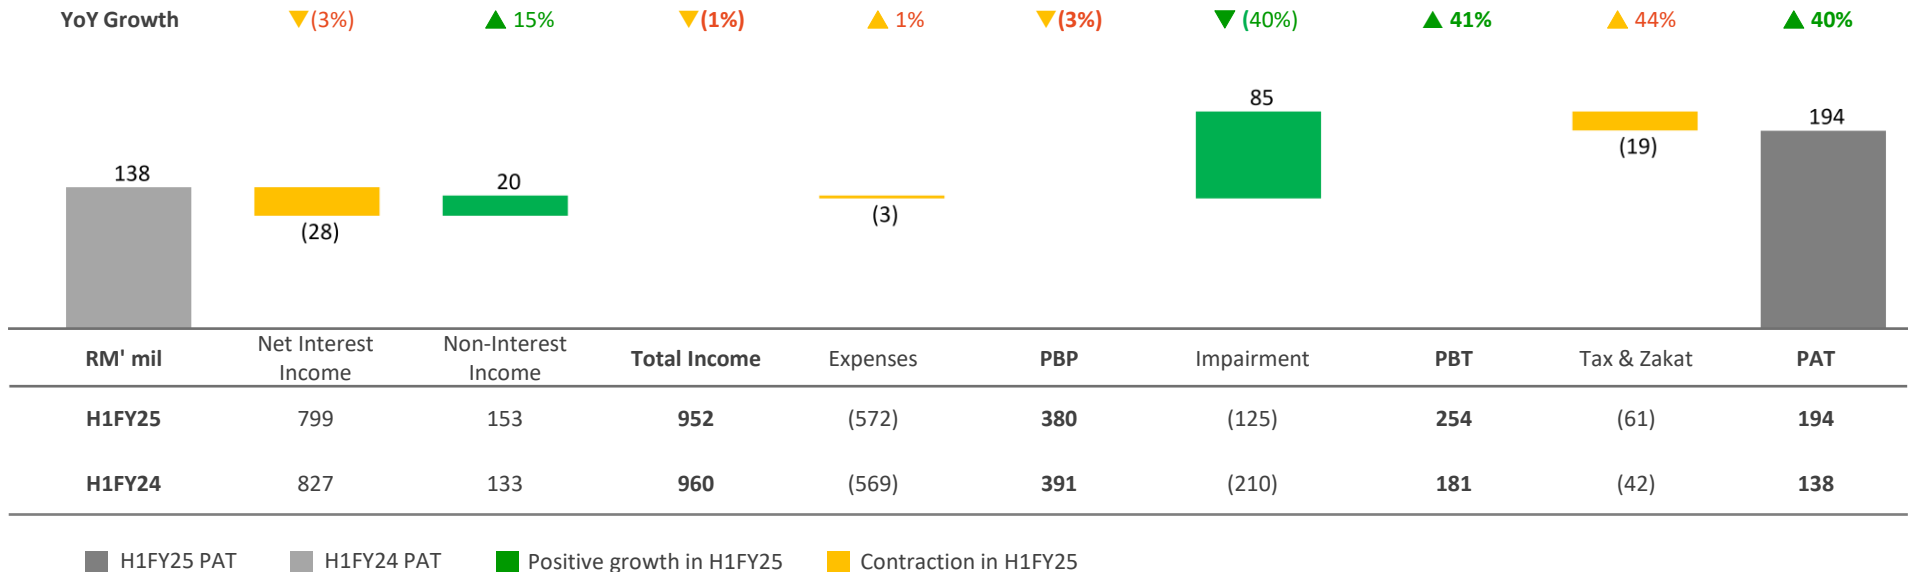 YoY Growth ▼(3%) ▲ 15% ▼(1%) ▲ 1% ▼(3%) ▼ (40%) ▲ 41% ▲ 44% ▲ 40%
85
194
138
20
(19)
(28)
(3)
RM' mil Net Interest Income Non-Interest Income Total Income Expenses PBP Impairment PBT Tax & Zakat PAT
H1FY25 799 153 952 (572) 380 (125) 254 (61) 194
H1FY24 827 133 960 (569) 391 (210) 181 (42) 138
H1FY25 PAT H1FY24 PAT Positive growth in H1FY25 Contraction in H1FY25